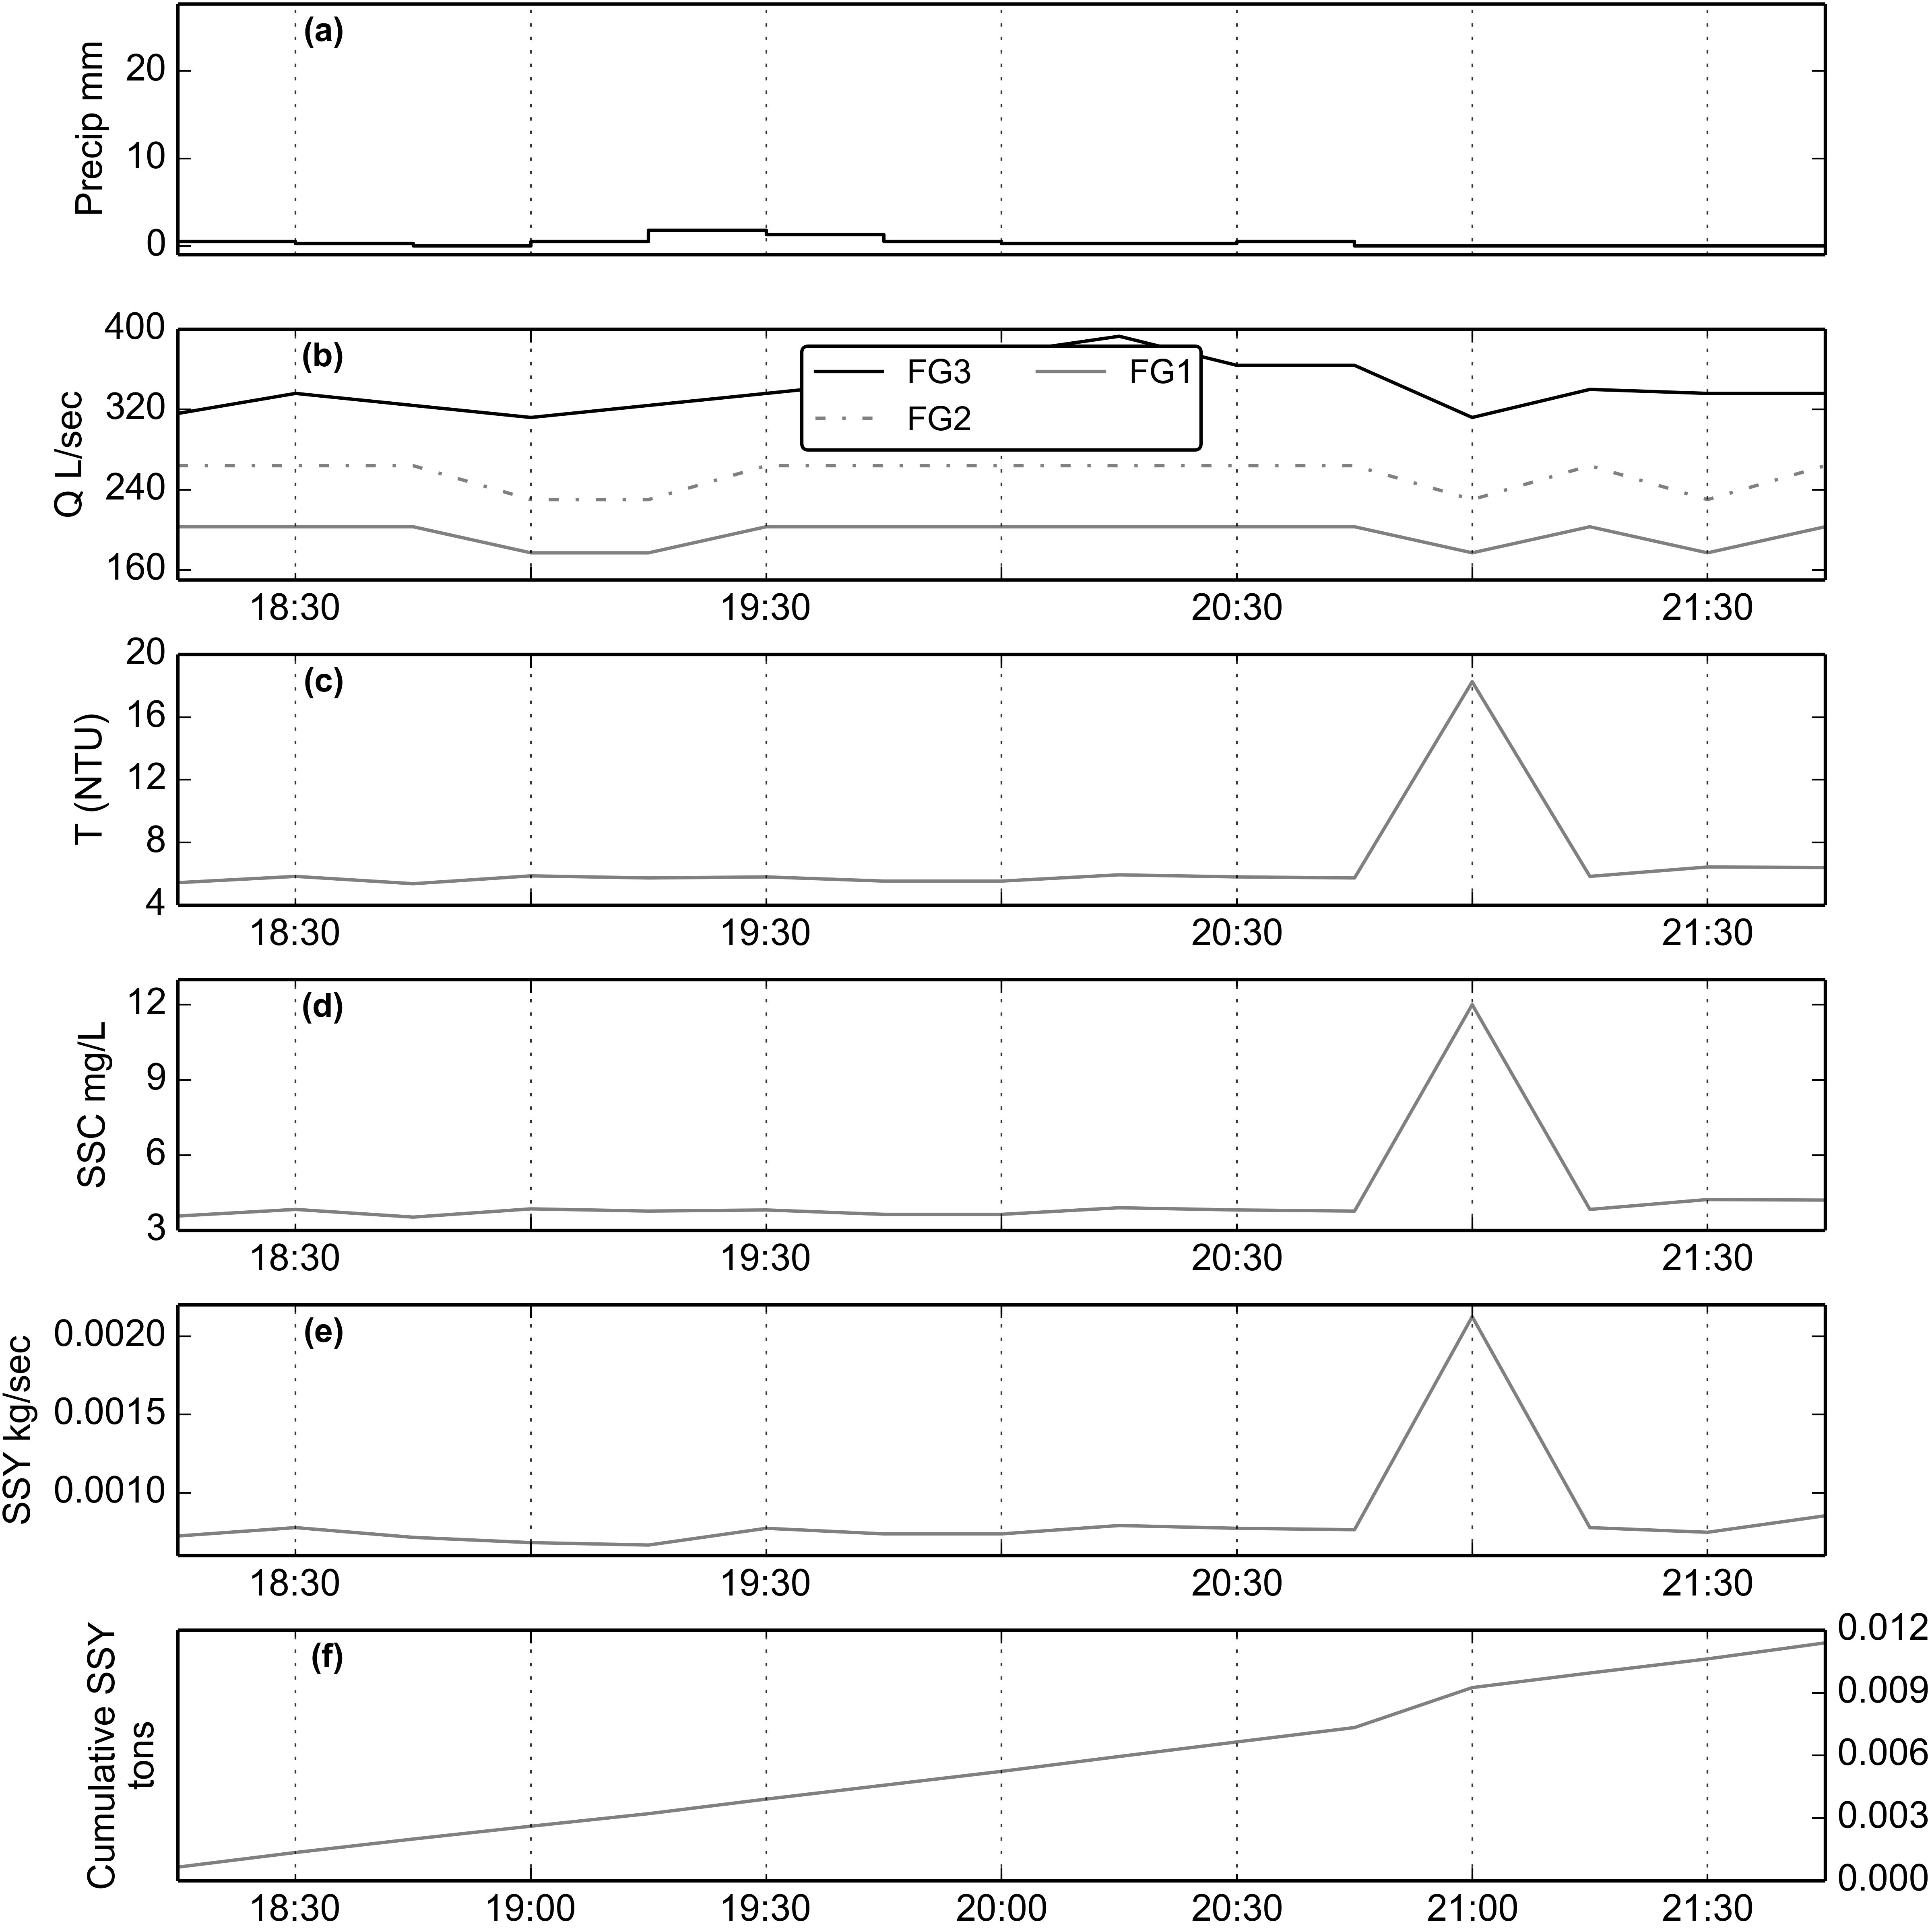 (a)
Precip mm
20
10
0
(b)
Q L/sec
400
320
240
160
FG3 FG1
FG2
18:30 19:30 20:30 21:30
(c)
T (NTU)
20
16
12
8
4
18:30 19:30 20:30 21:30
(d)
SSC mg/L
12
9
6
3
18:30 19:30 20:30 21:30
(e)
SSY kg/sec
0.0020
0.0015
0.0010
18:30 19:30 20:30 21:30
(f)
Cumulative SSY
tons
0.012
0.009
0.006
0.003
0.000
18:30 19:00 19:30 20:00 20:30 21:00 21:30